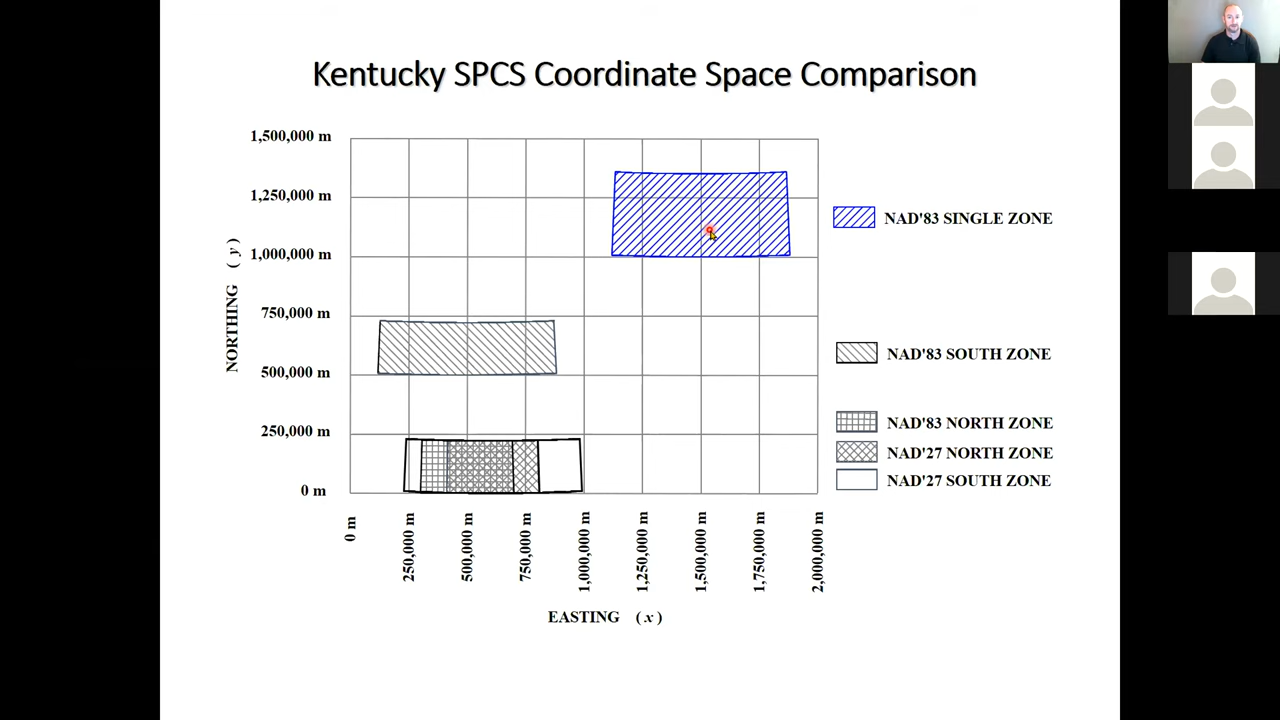 Kentucky SPCS Coordinate Space Comparison
1,500,000 m
1,250,000 m
1,000,000 m
750,000 m
500,000 m
250,000 m
0 m
NORTHING ( y )
0 m
250,000 m
500,000 m
750,000 m
1,000,000 m
1,250,000 m
1,500,000 m
1,750,000 m
2,000,000 m
EASTING ( x )
NAD'83 SINGLE ZONE
NAD'83 SOUTH ZONE
NAD'83 NORTH ZONE
NAD'27 NORTH ZONE
NAD'27 SOUTH ZONE